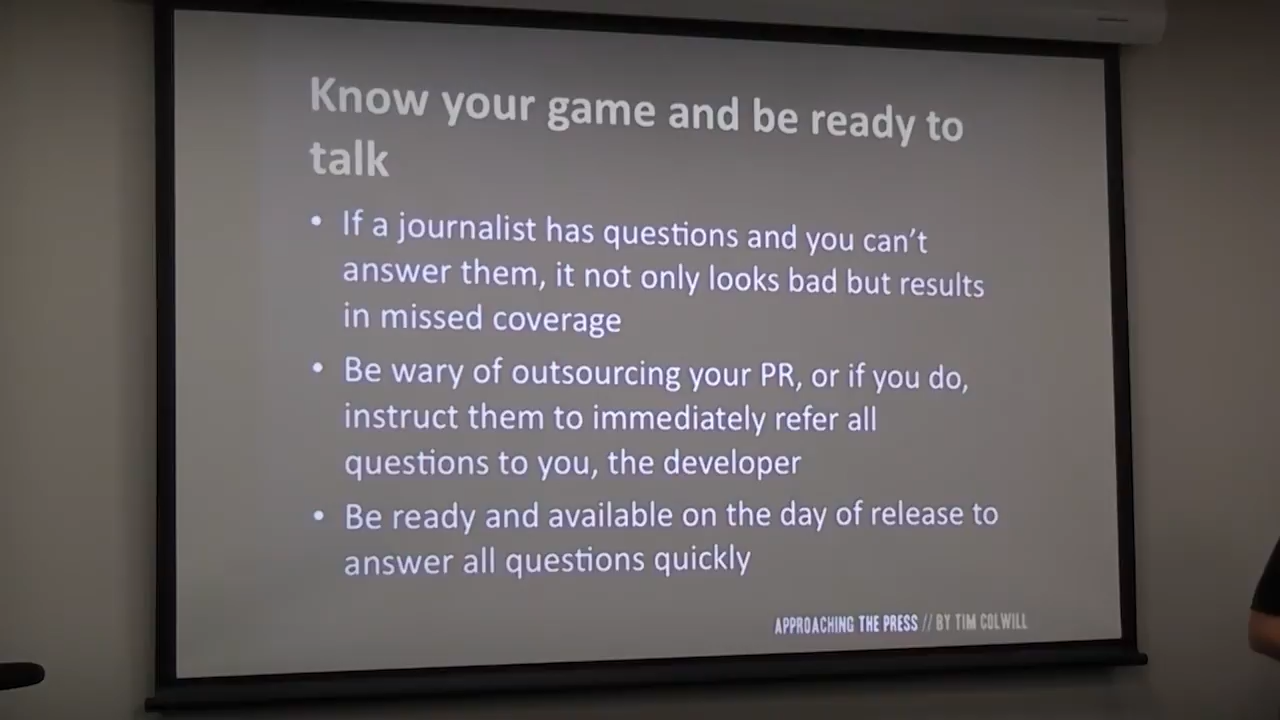 Know your game and be ready to
talk
• If a journalist has questions and you can’t
answer them, it not only looks bad but results
in missed coverage
• Be wary of outsourcing your PR, or if you do,
instruct them to immediately refer all
questions to you, the developer
• Be ready and available on the day of release to
answer all questions quickly
APPROACHING THE PRESS // BY TIM COLWILL